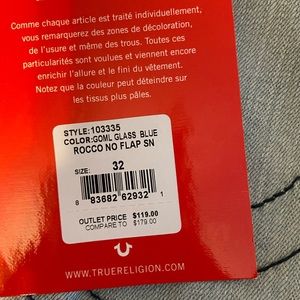 Comme chaque article est traité individuellement,
vous remarquerez des zones de décoloration,
de l'usure et même des trous. Toutes ces
particularités sont voulues et viennent encore
enrichir l'allure et le fini du vêtement.
Notez que la couleur peut déteindre sur
les tissus plus pâles.
STYLE:103335
COLOR:GOML GLASS BLUE
ROCCO NO FLAP SN
SIZE:
32
8 83682 62932 1
OUTLET PRICE $119.00
COMPARE TO $179.00
WWW.TRUERELIGION.COM